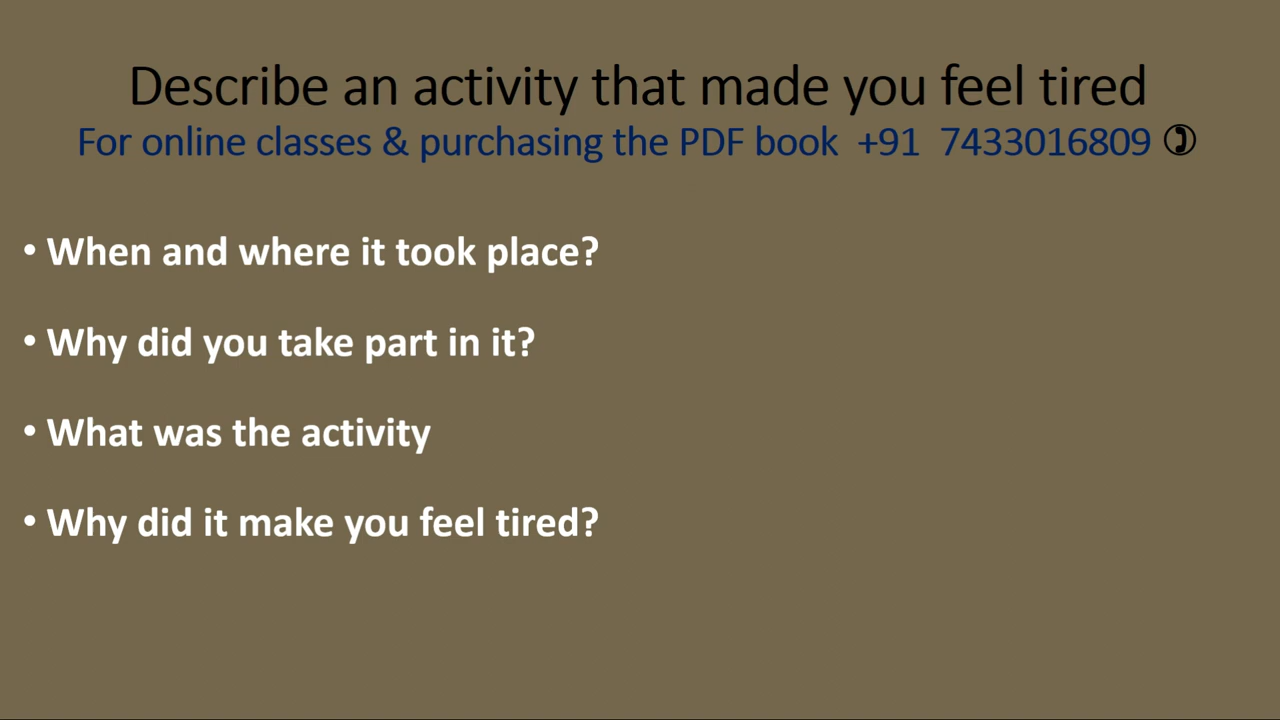 Describe an activity that made you feel tired
For online classes & purchasing the PDF book +91 7433016809
• When and where it took place?
• Why did you take part in it?
• What was the activity
• Why did it make you feel tired?